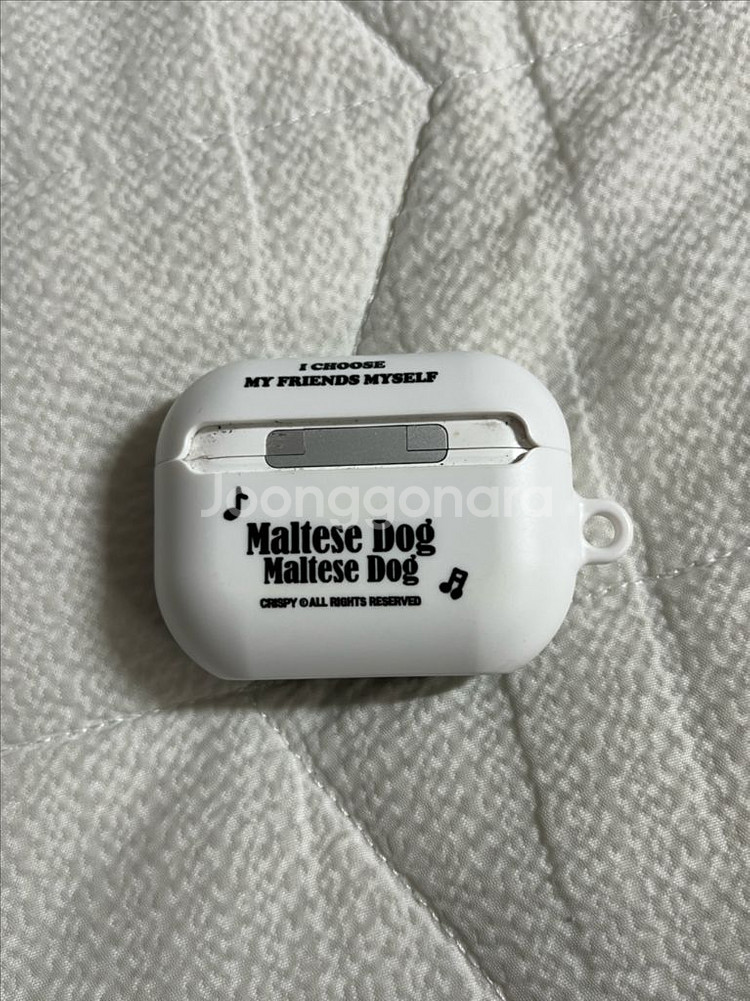 I CHOOSE
MY FRIENDS MYSELF
Joonggonara
Maltese Dog
Maltese Dog
CRISPY © ALL RIGHTS RESERVED